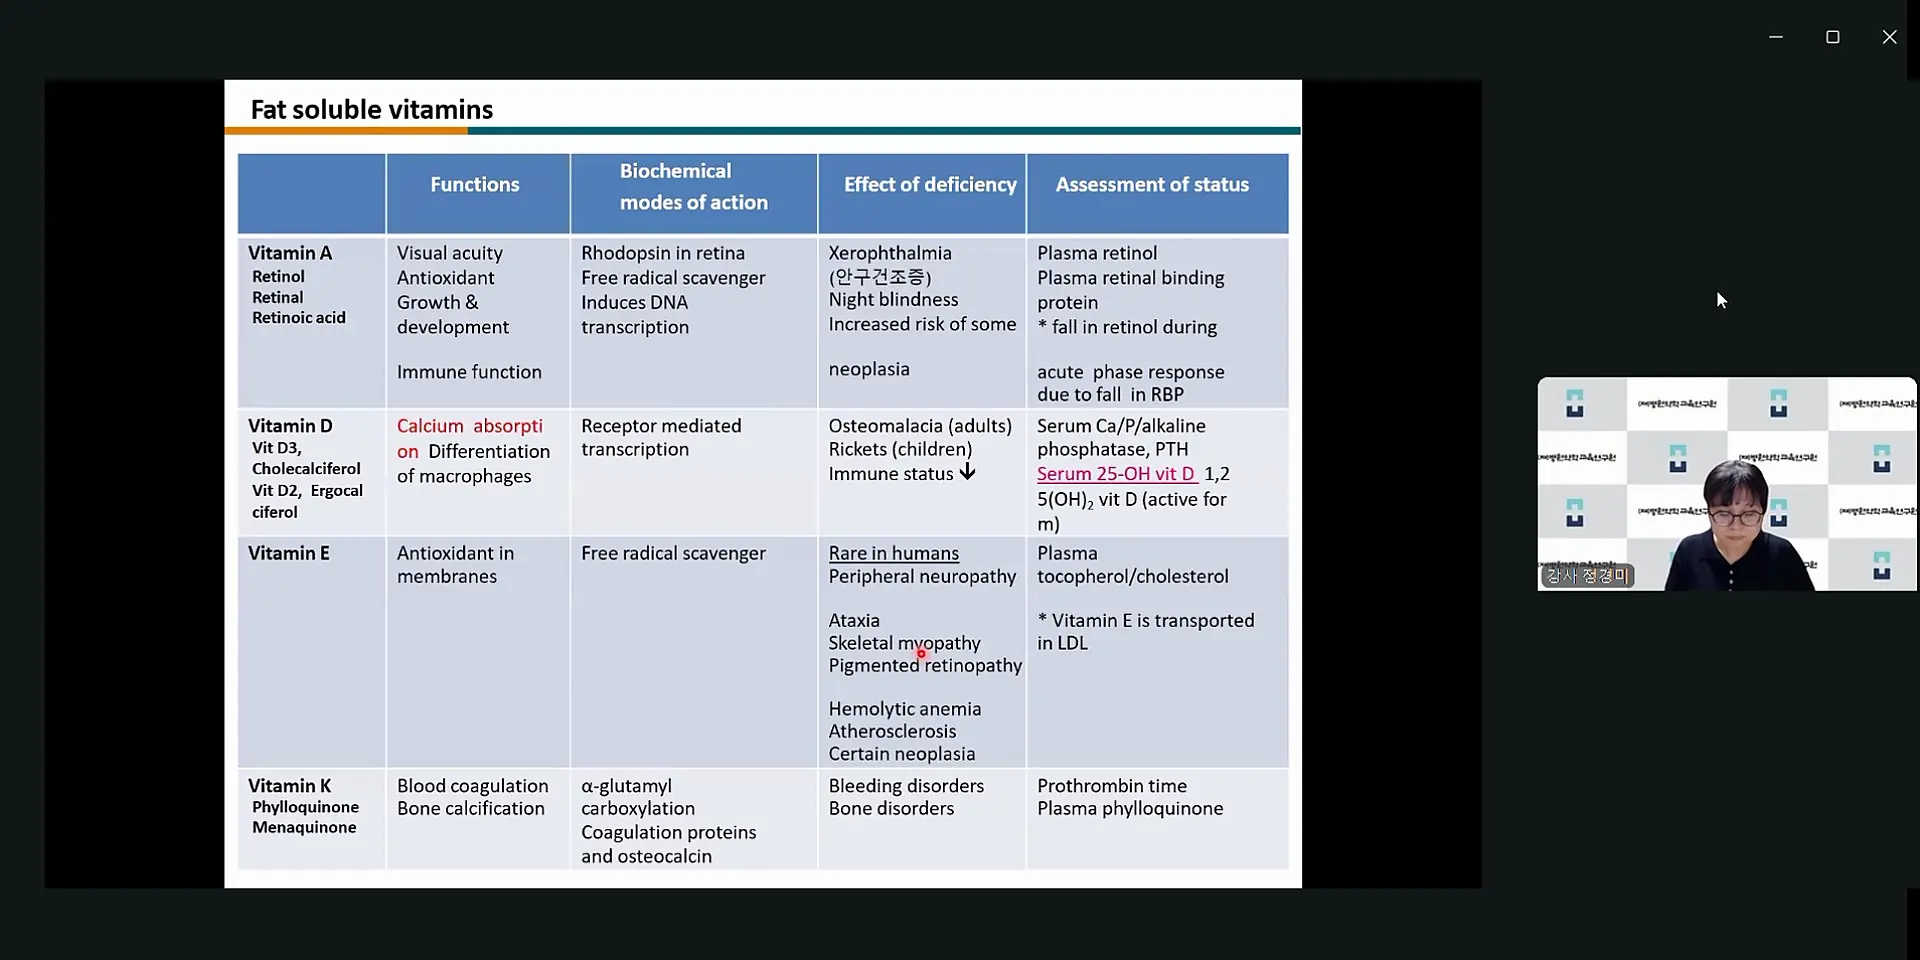 Fat soluble vitamins
Functions
Biochemical
modes of action
Effect of deficiency
Assessment of status
Vitamin A
Retinol
Retinal
Retinoic acid
Visual acuity
Antioxidant
Growth &
development
Immune function
Rhodopsin in retina
Free radical scavenger
Induces DNA
transcription
Xerophthalmia
(안구건조증)
Night blindness
Increased risk of some
neoplasia
Plasma retinol
Plasma retinal binding
protein
* fall in retinol during
acute phase response
due to fall in RBP
Vitamin D
Vit D3,
Cholecalciferol
Vit D2, Ergocal
ciferol
Calcium absorpti
on Differentiation
of macrophages
Receptor mediated
transcription
Osteomalacia (adults)
Rickets (children)
Immune status ↓
Serum Ca/P/alkaline
phosphatase, PTH
Serum 25-OH vit D 1,2
5(OH)₂ vit D (active for
m)
Vitamin E
Antioxidant in
membranes
Free radical scavenger
Rare in humans
Peripheral neuropathy
Ataxia
Skeletal myopathy
Pigmented retinopathy
Hemolytic anemia
Atherosclerosis
Certain neoplasia
Plasma
tocopherol/cholesterol
* Vitamin E is transported
in LDL
Vitamin K
Phylloquinone
Menaquinone
Blood coagulation
Bone calcification
α-glutamyl
carboxylation
Coagulation proteins
and osteocalcin
Bleeding disorders
Bone disorders
Prothrombin time
Plasma phylloquinone
강사 정경미